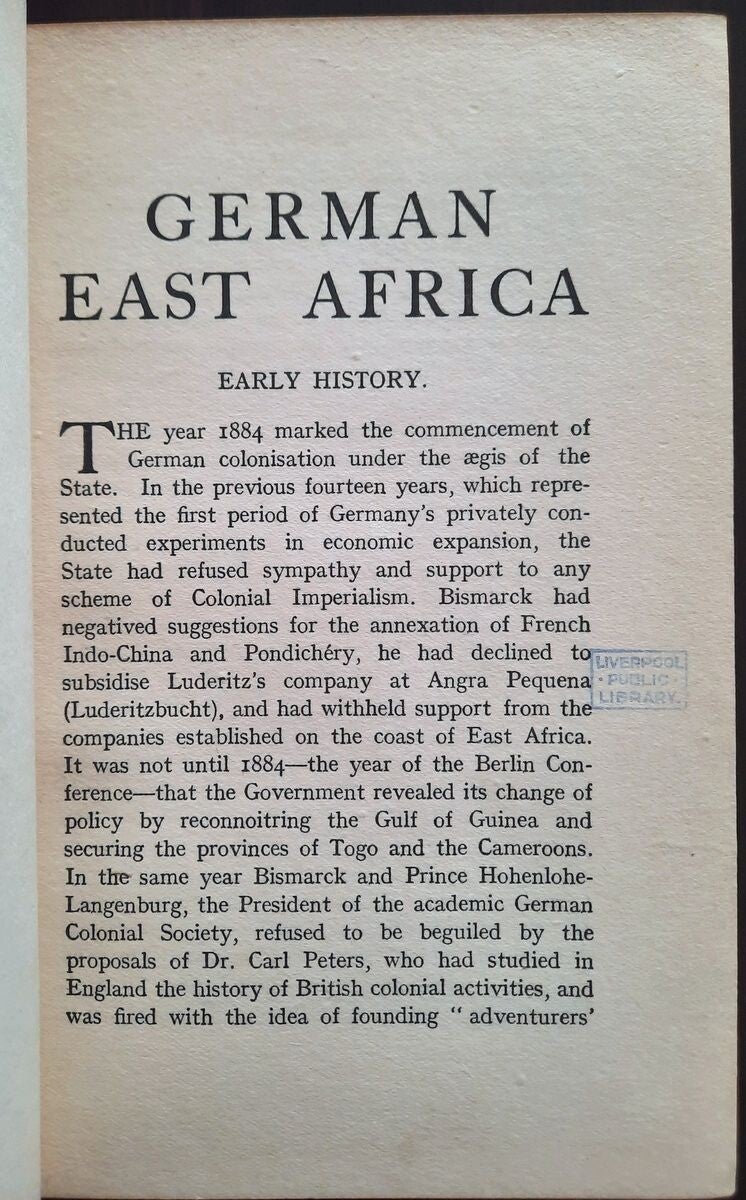 GERMAN
EAST AFRICA
EARLY HISTORY.
THE year 1884 marked the commencement of
German colonisation under the ægis of the
State. In the previous fourteen years, which repre-
sented the first period of Germany's privately con-
ducted experiments in economic expansion, the
State had refused sympathy and support to any
scheme of Colonial Imperialism. Bismarck had
negatived suggestions for the annexation of French
Indo-China and Pondichéry, he had declined to
subsidise Luderitz's company at Angra Pequena
(Luderitzbucht), and had withheld support from the
companies established on the coast of East Africa.
It was not until 1884—the year of the Berlin Con-
ference—that the Government revealed its change of
policy by reconnoitring the Gulf of Guinea and
securing the provinces of Togo and the Cameroons.
In the same year Bismarck and Prince Hohenlohe-
Langenburg, the President of the academic German
Colonial Society, refused to be beguiled by the
proposals of Dr. Carl Peters, who had studied in
England the history of British colonial activities, and
was fired with the idea of founding " adventurers'
LIVERPOOL
· PUBLIC ·
LIBRARY.